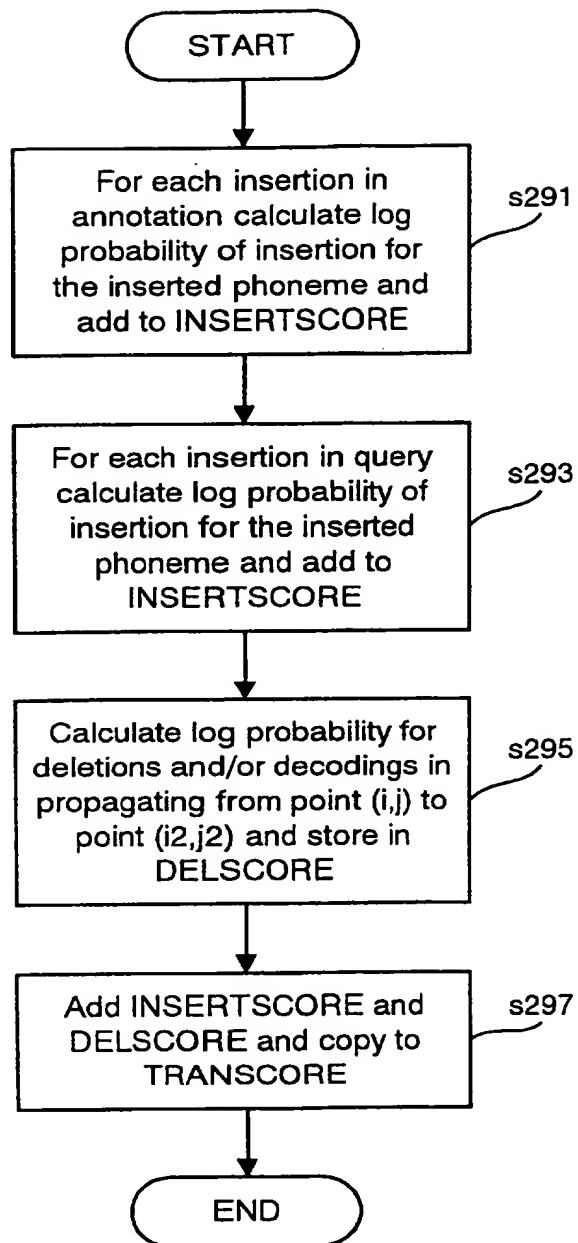 START
For each insertion in
annotation calculate log
probability of insertion for
the inserted phoneme and
add to INSERTSCORE
s291
For each insertion in query
calculate log probability of
insertion for the inserted
phoneme and add to
INSERTSCORE
s293
Calculate log probability for
deletions and/or decodings in
propagating from point (i,j) to
point (i2,j2) and store in
DELSCORE
s295
Add INSERTSCORE and
DELSCORE and copy to
TRANSCORE
s297
END